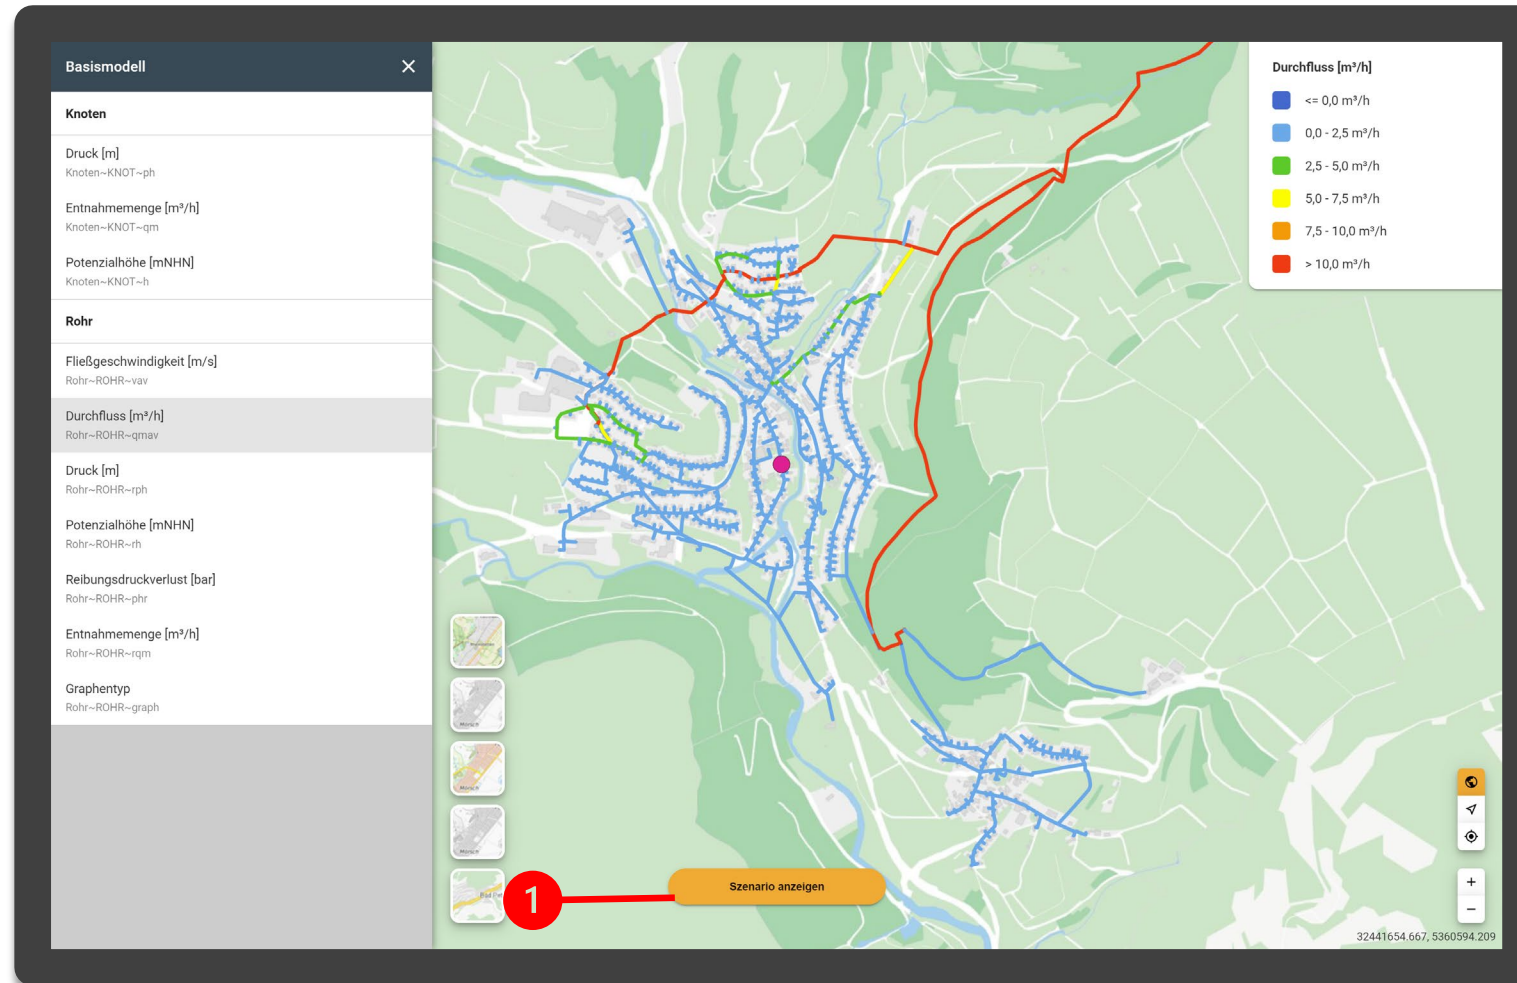 Basismodell
Knoten
Druck [m]
Knoten~KNOT~ph
Entnahmemenge [m³/h]
Knoten~KNOT~qm
Potenzialhöhe [mNHN]
Knoten~KNOT~h
Rohr
Fließgeschwindigkeit [m/s]
Rohr~ROHR~vav
Durchfluss [m³/h]
Rohr~ROHR~qmav
Druck [m]
Rohr~ROHR~rph
Potenzialhöhe [mNHN]
Rohr~ROHR~rh
Reibungsdruckverlust [bar]
Rohr~ROHR~phr
Entnahmemenge [m³/h]
Rohr~ROHR~rqm
Graphentyp
Rohr~ROHR~graph
Durchfluss [m³/h]
<= 0,0 m³/h
0,0 - 2,5 m³/h
2,5 - 5,0 m³/h
5,0 - 7,5 m³/h
7,5 - 10,0 m³/h
> 10,0 m³/h
1
Szenario anzeigen
+
−
32441654.667, 5360594.209